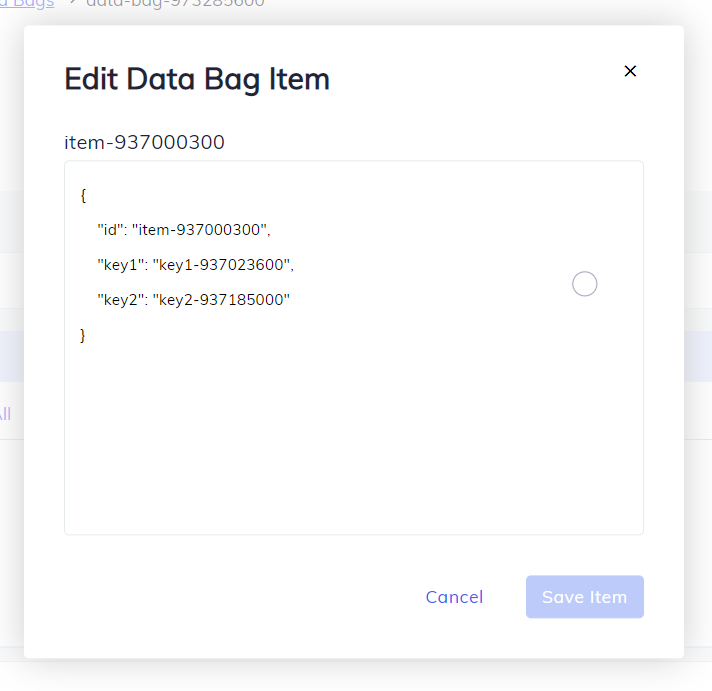 Bags > data-bag-973285600
Edit Data Bag Item
item-937000300
{
"id": "item-937000300",
"key1": "key1-937023600",
"key2": "key2-937185000"
}
All
Cancel
Save Item